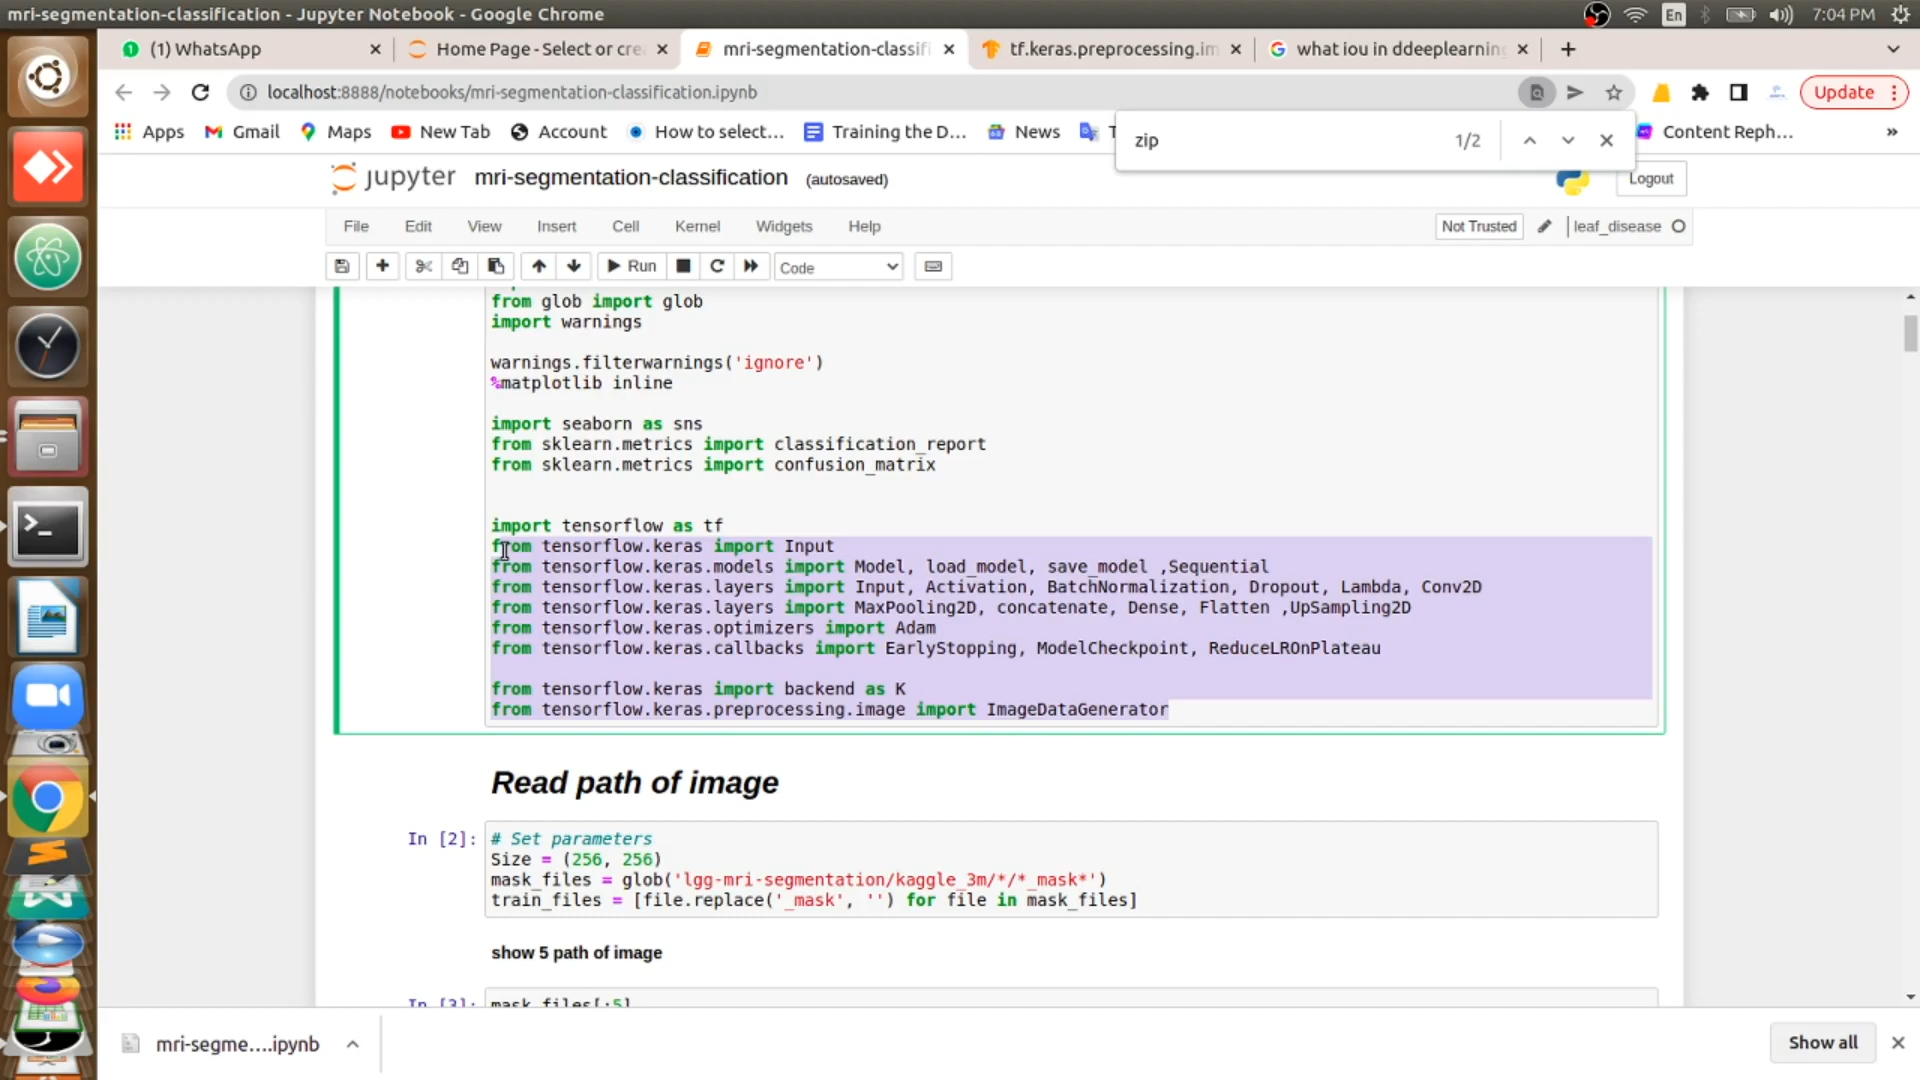 mri-segmentation-classification - Jupyter Notebook - Google Chrome
En
7:04 PM
(1) WhatsApp
Home Page - Select or cre
mri-segmentation-classifi
tf.keras.preprocessing.im
what iou in ddeeplearning
localhost:8888/notebooks/mri-segmentation-classification.ipynb
Update
Apps
Gmail
Maps
New Tab
Account
How to select...
Training the D...
News
T
Content Reph...
»
zip
1/2
jupyter
mri-segmentation-classification
(autosaved)
Logout
File
Edit
View
Insert
Cell
Kernel
Widgets
Help
Not Trusted
leaf_disease
Run
Code
from glob import glob
import warnings
warnings.filterwarnings('ignore')
%matplotlib inline
import seaborn as sns
from sklearn.metrics import classification_report
from sklearn.metrics import confusion_matrix
import tensorflow as tf
from tensorflow.keras import Input
from tensorflow.keras.models import Model, load_model, save_model ,Sequential
from tensorflow.keras.layers import Input, Activation, BatchNormalization, Dropout, Lambda, Conv2D
from tensorflow.keras.layers import MaxPooling2D, concatenate, Dense, Flatten ,UpSampling2D
from tensorflow.keras.optimizers import Adam
from tensorflow.keras.callbacks import EarlyStopping, ModelCheckpoint, ReduceLROnPlateau
from tensorflow.keras import backend as K
from tensorflow.keras.preprocessing.image import ImageDataGenerator
Read path of image
In [2]:
# Set parameters
Size = (256, 256)
mask_files = glob('lgg-mri-segmentation/kaggle_3m/*/*_mask*')
train_files = [file.replace('_mask', '') for file in mask_files]
show 5 path of image
In [3]:
mask_files[:5]
mri-segme....ipynb
Show all